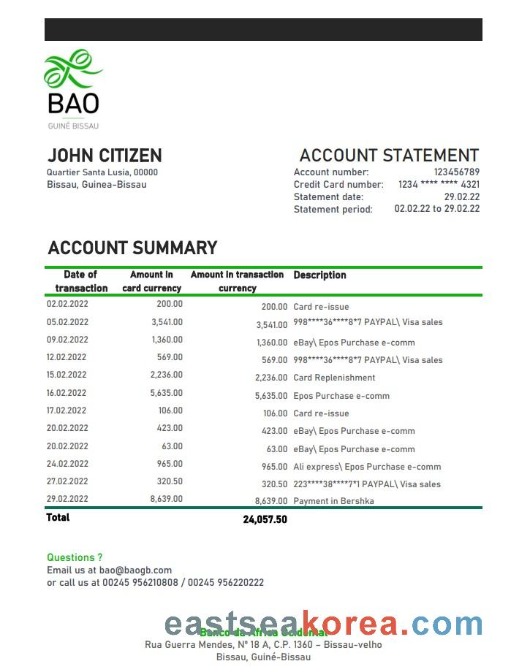 BAO
GUINÉ BISSAU
JOHN CITIZEN
Quartier Santa Lusia, 00000
Bissau, Guinea-Bissau
ACCOUNT STATEMENT
Account number: 123456789
Credit Card number: 1234 **** **** 4321
Statement date: 29.02.22
Statement period: 02.02.22 to 29.02.22
ACCOUNT SUMMARY
Date of transaction Amount in card currency Amount in transaction currency Description
02.02.2022 200.00 200.00 Card re-issue
05.02.2022 3,541.00 3,541.00 998****36****8*7 PAYPAL\ Visa sales
09.02.2022 1,360.00 1,360.00 eBay\ Epos Purchase e-comm
12.02.2022 569.00 569.00 998****36****8*7 PAYPAL\ Visa sales
15.02.2022 2,236.00 2,236.00 Card Replenishment
16.02.2022 5,635.00 5,635.00 Epos Purchase e-comm
17.02.2022 106.00 106.00 Card re-issue
20.02.2022 423.00 423.00 eBay\ Epos Purchase e-comm
20.02.2022 63.00 63.00 eBay\ Epos Purchase e-comm
24.02.2022 965.00 965.00 Ali express\ Epos Purchase e-comm
27.02.2022 320.50 320.50 223****38****7*1 PAYPAL\ Visa sales
29.02.2022 8,639.00 8,639.00 Payment in Bershka
Total 24,057.50
Questions ?
Email us at bao@baogb.com
or call us at 00245 956210808 / 00245 956220222
eastseakorea.com
Banco da África Ocidental
Rua Guerra Mendes, N° 18 A, C.P. 1360 – Bissau-velho
Bissau, Guiné-Bissau